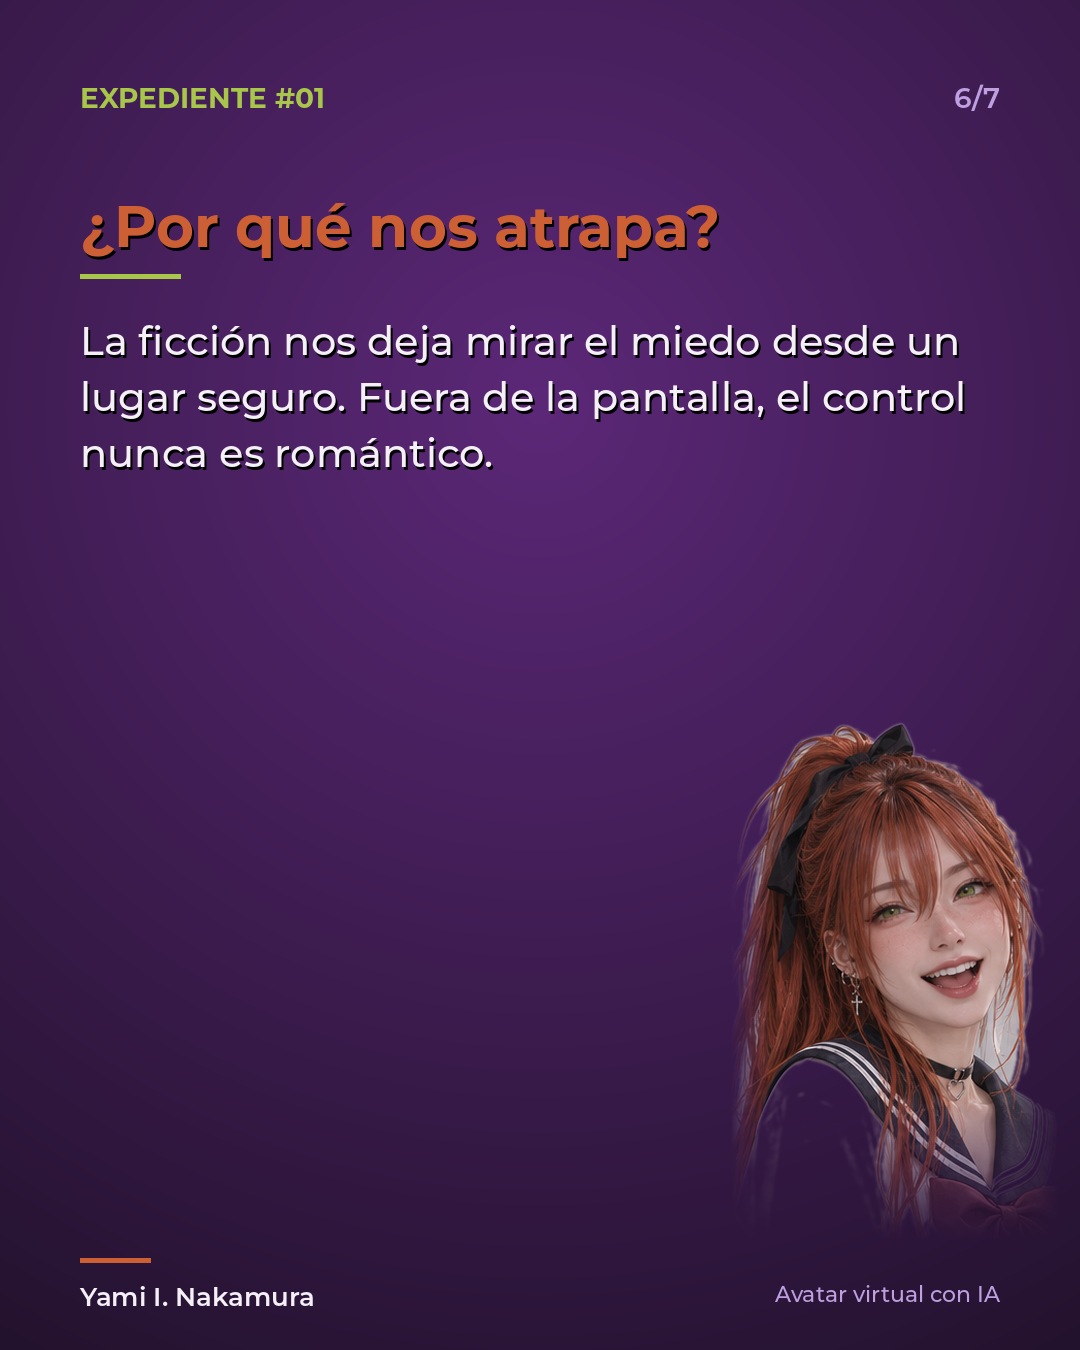 EXPEDIENTE #01
6/7
¿Por qué nos atrapa?
La ficción nos deja mirar el miedo desde un
lugar seguro. Fuera de la pantalla, el control
nunca es romántico.
Yami I. Nakamura
Avatar virtual con IA